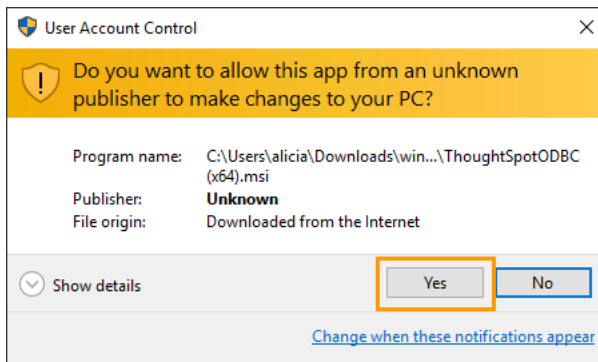 User Account Control
Do you want to allow this app from an unknown
publisher to make changes to your PC?
Program name: C:\Users\alicia\Downloads\win...\ThoughtSpotODBC
(x64).msi
Publisher: Unknown
File origin: Downloaded from the Internet
Show details Yes No
Change when these notifications appear